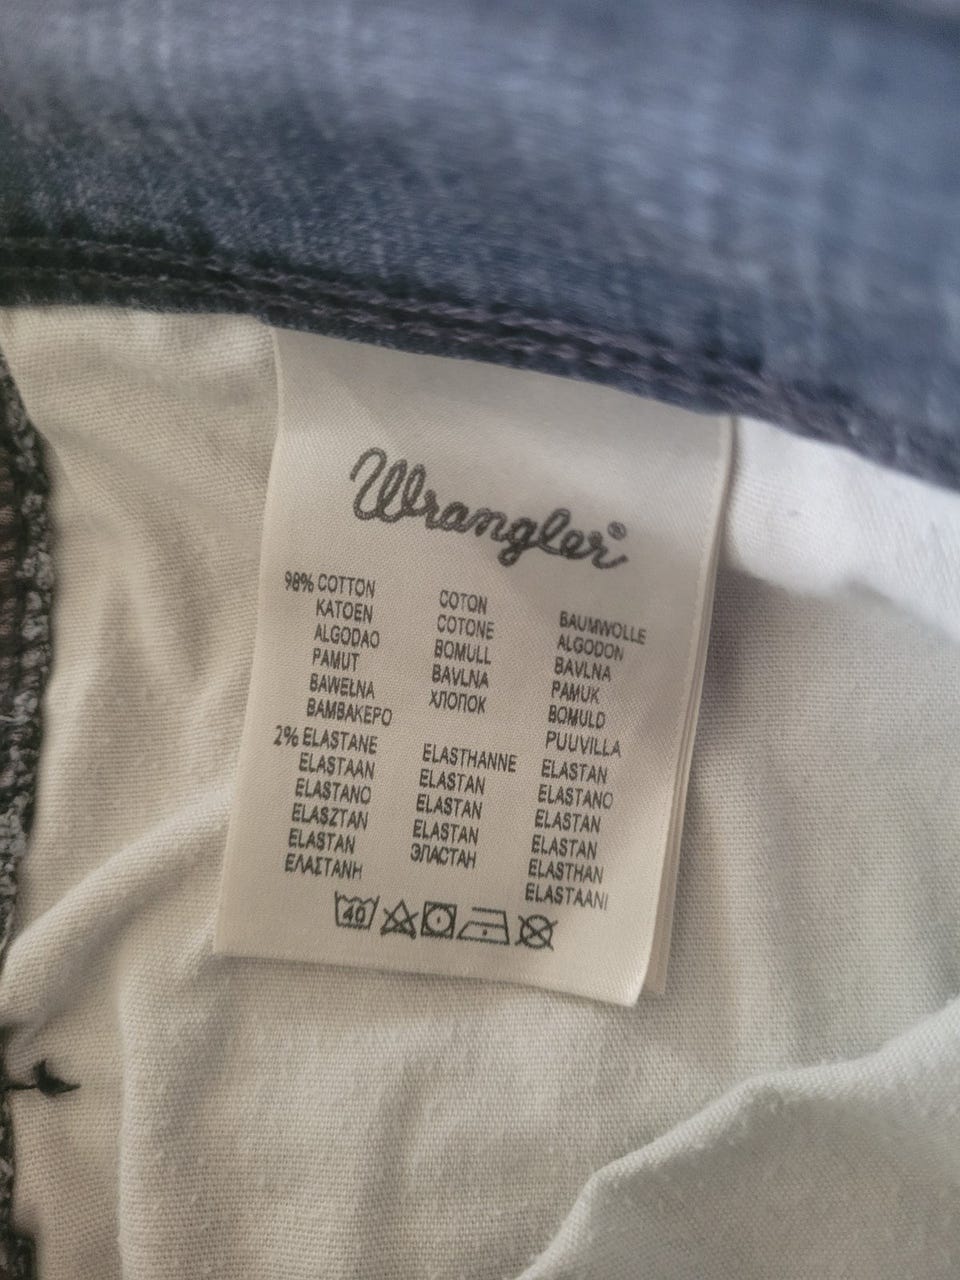 Wrangler®
98% COTTON COTON BAUMWOLLE
KATOEN COTONE ALGODON
ALGODAO BOMULL BAVLNA
PAMUT BAVLNA PAMUK
BAWEŁNA ХЛОПОК BOMULD
ΒΑΜΒΑΚΕΡΟ PUUVILLA
2% ELASTANE ELASTHANNE ELASTAN
ELASTAAN ELASTAN ELASTANO
ELASTANO ELASTAN ELASTAN
ELASZTAN ELASTAN ELASTAN
ELASTAN ЭЛАСТАН ELASTHAN
ΕΛΑΣΤΑΝΗ ELASTAANI
40